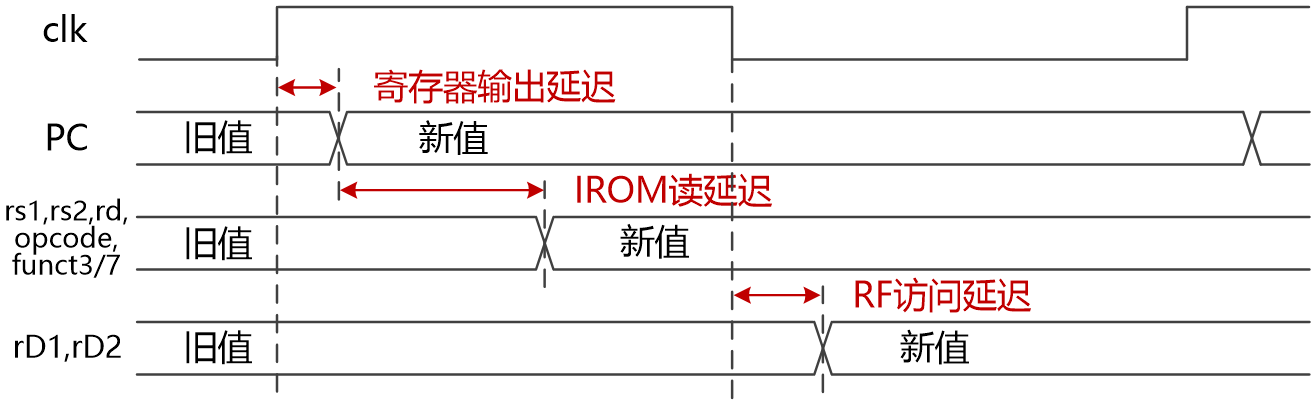 clk
寄存器输出延迟
PC
旧值
新值
IROM读延迟
rs1,rs2,rd,
opcode,
funct3/7
旧值
新值
RF访问延迟
rD1,rD2
旧值
新值